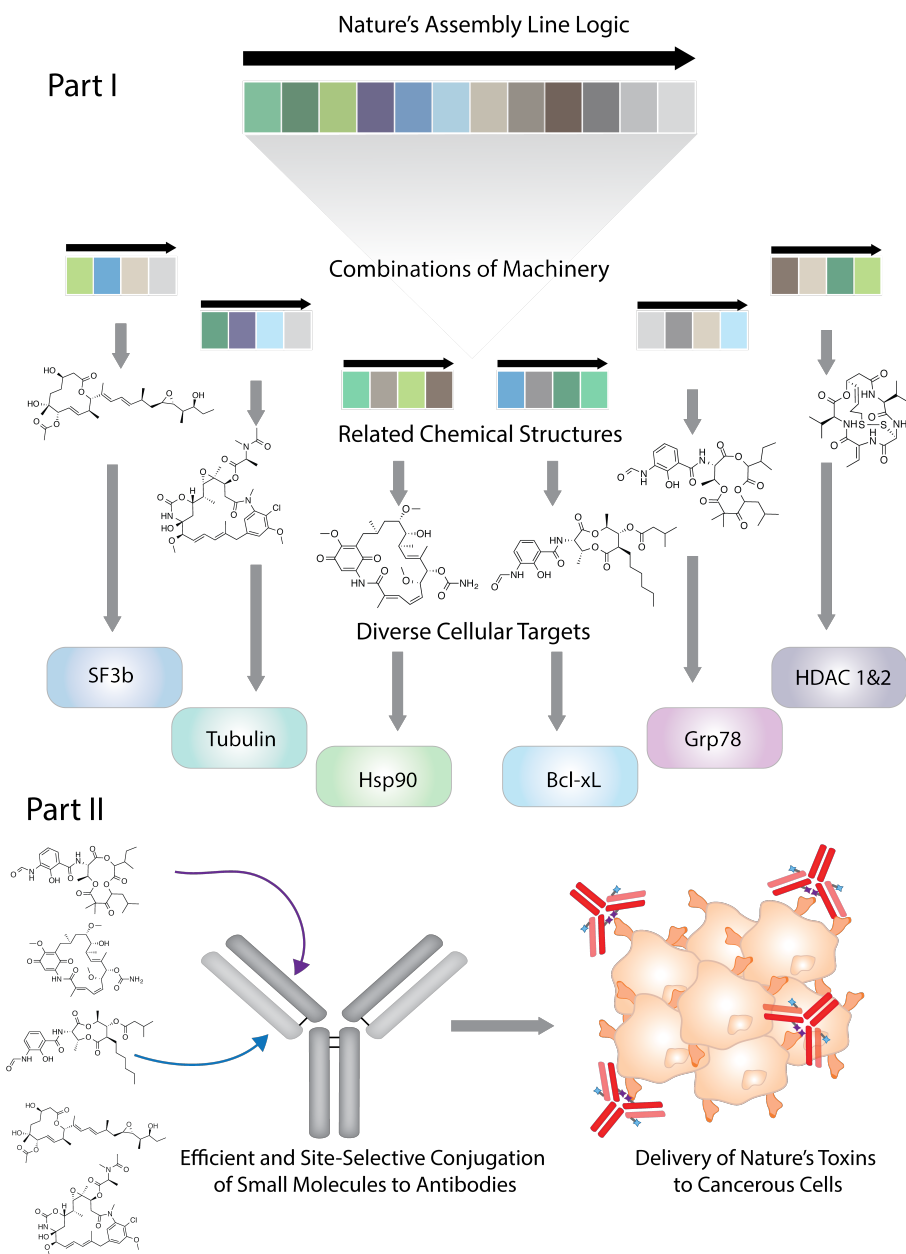 Nature's Assembly Line Logic
Part I
Combinations of Machinery
Related Chemical Structures
Diverse Cellular Targets
SF3b
Tubulin
Hsp90
Bcl-xL
Grp78
HDAC 1&2
Part II
Efficient and Site-Selective Conjugation
of Small Molecules to Antibodies
Delivery of Nature's Toxins
to Cancerous Cells